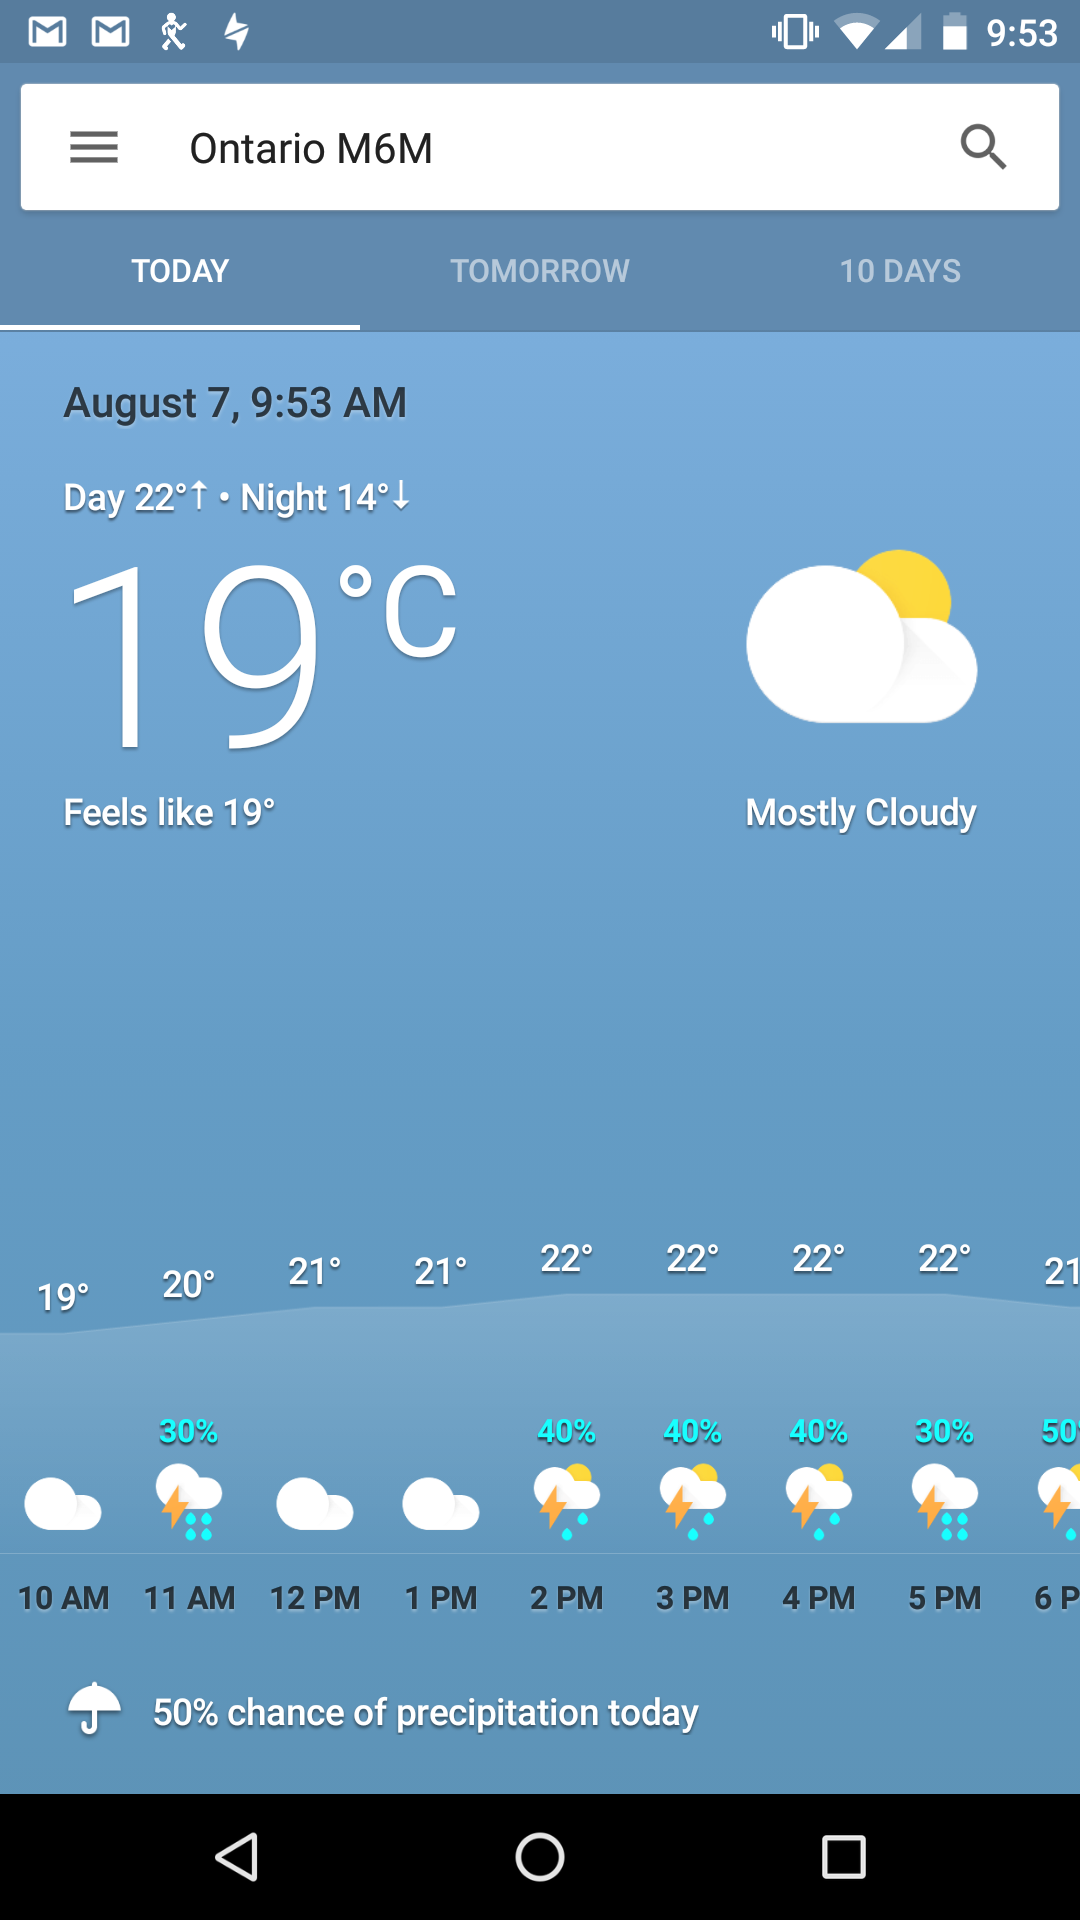 9:53
Ontario M6M
TODAY TOMORROW 10 DAYS
August 7, 9:53 AM
Day 22°↑ • Night 14°↓
19°C
Feels like 19° Mostly Cloudy
19° 20° 21° 21° 22° 22° 22° 22° 21
30% 40% 40% 40% 30% 50
10 AM 11 AM 12 PM 1 PM 2 PM 3 PM 4 PM 5 PM 6 P
50% chance of precipitation today